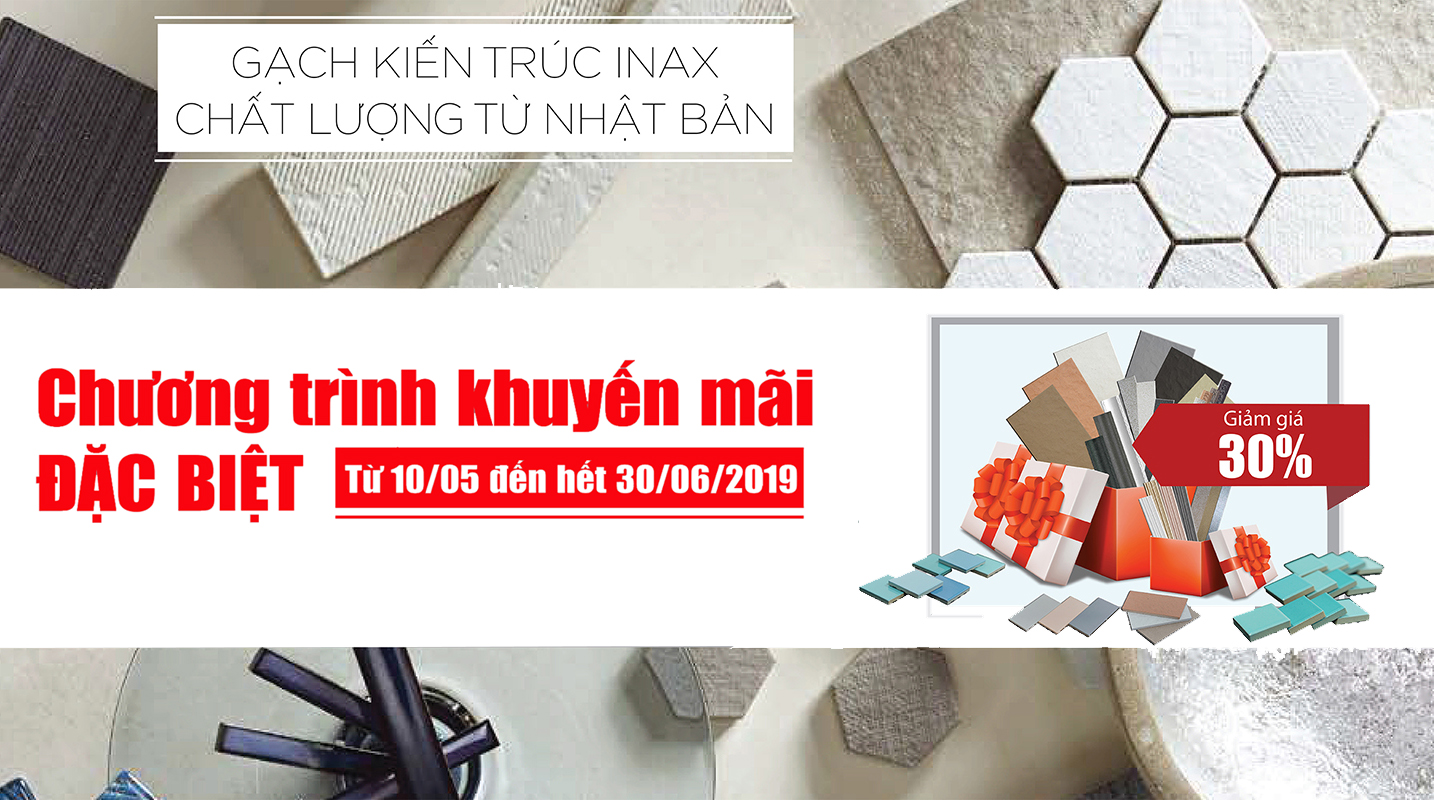 GẠCH KIẾN TRÚC INAX
CHẤT LƯỢNG TỪ NHẬT BẢN
Chương trình khuyến mãi
ĐẶC BIỆT Từ 10/05 đến hết 30/06/2019
Giảm giá
30%